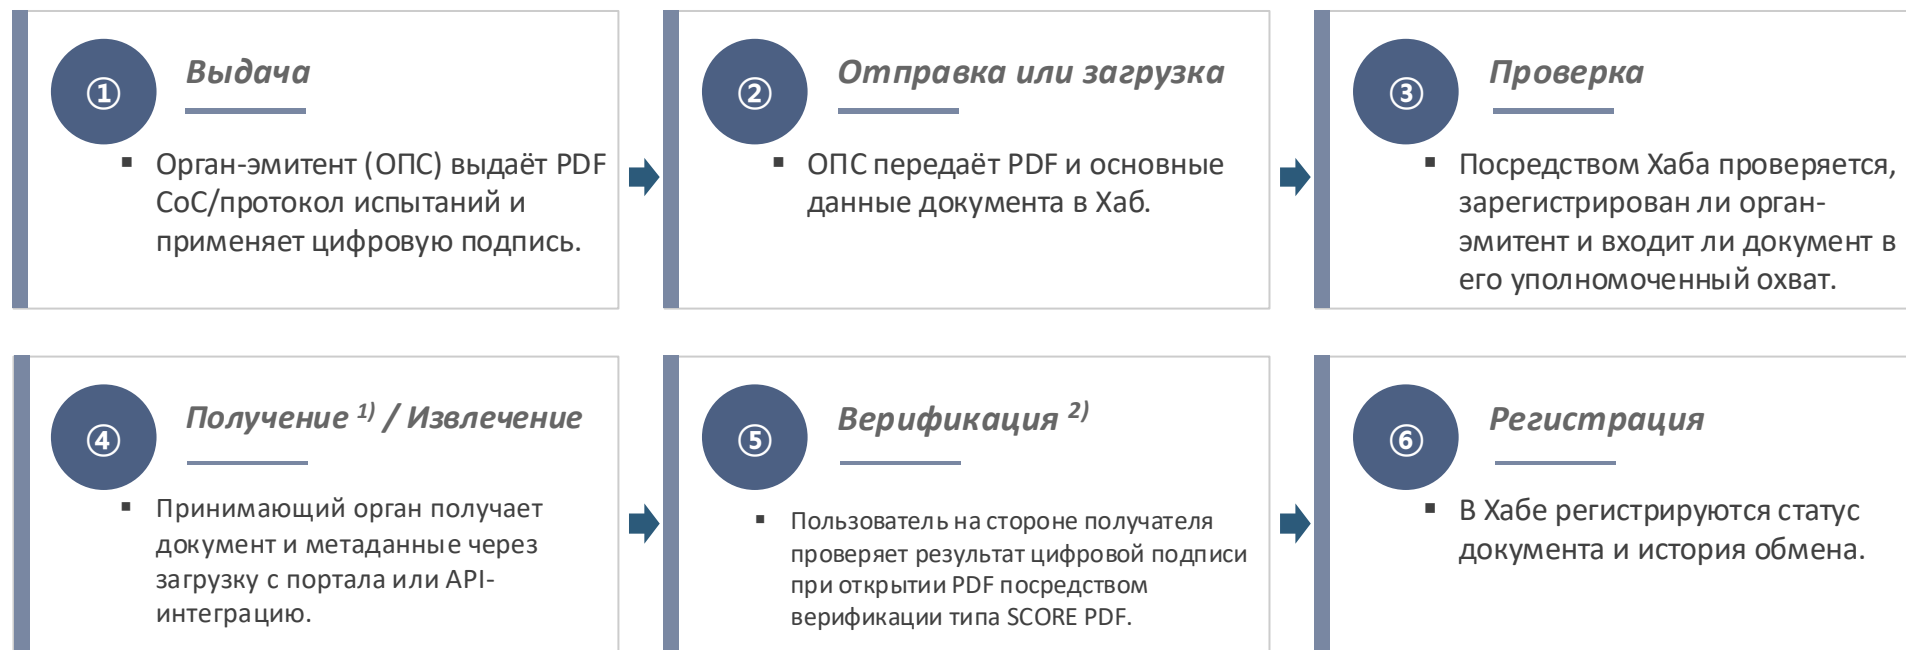 ①
Выдача
▪ Орган-эмитент (ОПС) выдаёт PDF
CoC/протокол испытаний и
применяет цифровую подпись.
②
Отправка или загрузка
▪ ОПС передаёт PDF и основные
данные документа в Хаб.
③
Проверка
▪ Посредством Хаба проверяется,
зарегистрирован ли орган-
эмитент и входит ли документ в
его уполномоченный охват.
④
Получение 1) / Извлечение
▪ Принимающий орган получает
документ и метаданные через
загрузку с портала или API-
интеграцию.
⑤
Верификация 2)
▪ Пользователь на стороне получателя
проверяет результат цифровой подписи
при открытии PDF посредством
верификации типа SCORE PDF.
⑥
Регистрация
▪ В Хабе регистрируются статус
документа и история обмена.